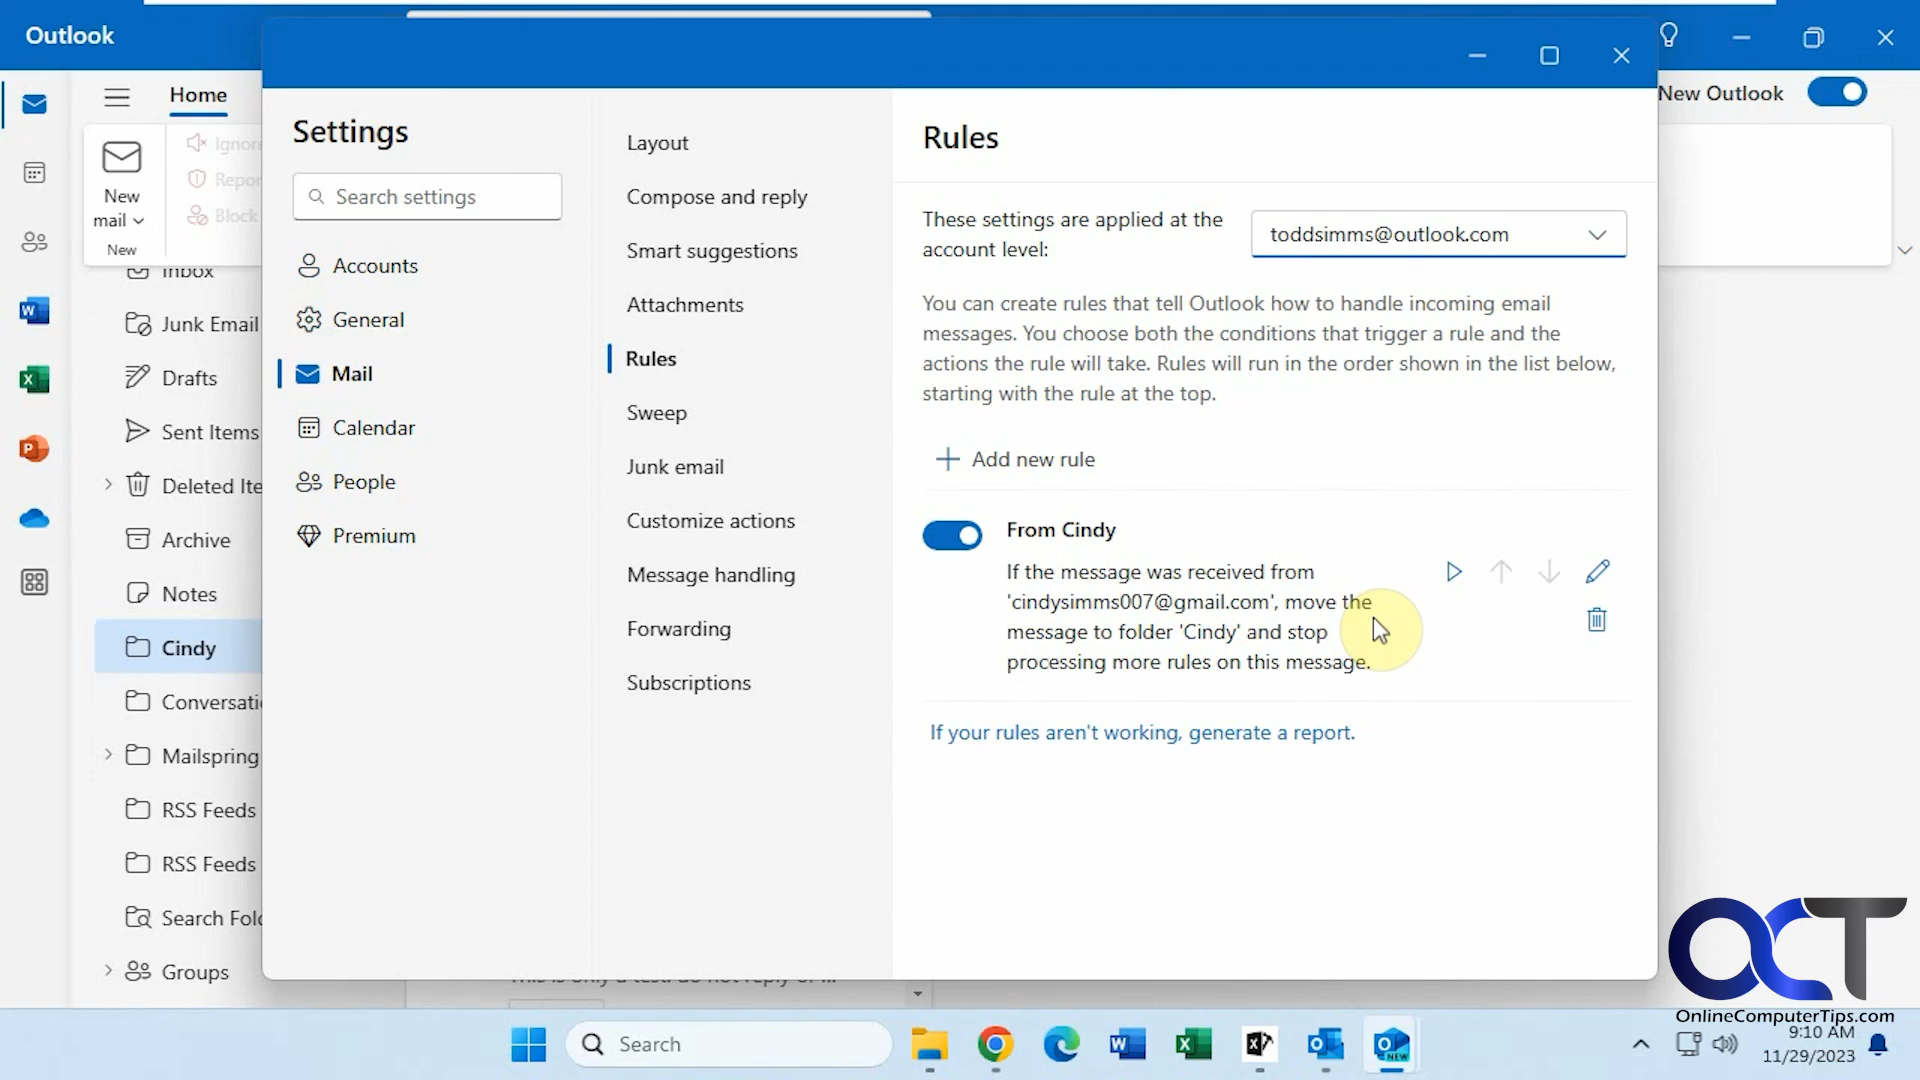 Outlook
Home
New Outlook
New
mail
New
Ignor
Repor
Block
Inbox
Junk Email
Drafts
Sent Items
Deleted Ite
Archive
Notes
Cindy
Conversati
Mailspring
RSS Feeds
RSS Feeds
Search Fol
Groups
Settings
Search settings
Accounts
General
Mail
Calendar
People
Premium
Layout
Compose and reply
Smart suggestions
Attachments
Rules
Sweep
Junk email
Customize actions
Message handling
Forwarding
Subscriptions
Rules
These settings are applied at the
account level:
toddsimms@outlook.com
You can create rules that tell Outlook how to handle incoming email
messages. You choose both the conditions that trigger a rule and the
actions the rule will take. Rules will run in the order shown in the list below,
starting with the rule at the top.
Add new rule
From Cindy
If the message was received from
'cindysimms007@gmail.com', move the
message to folder 'Cindy' and stop
processing more rules on this message.
If your rules aren't working, generate a report.
OCT
OnlineComputerTips.com
Search
NEW
9:10 AM
11/29/2023